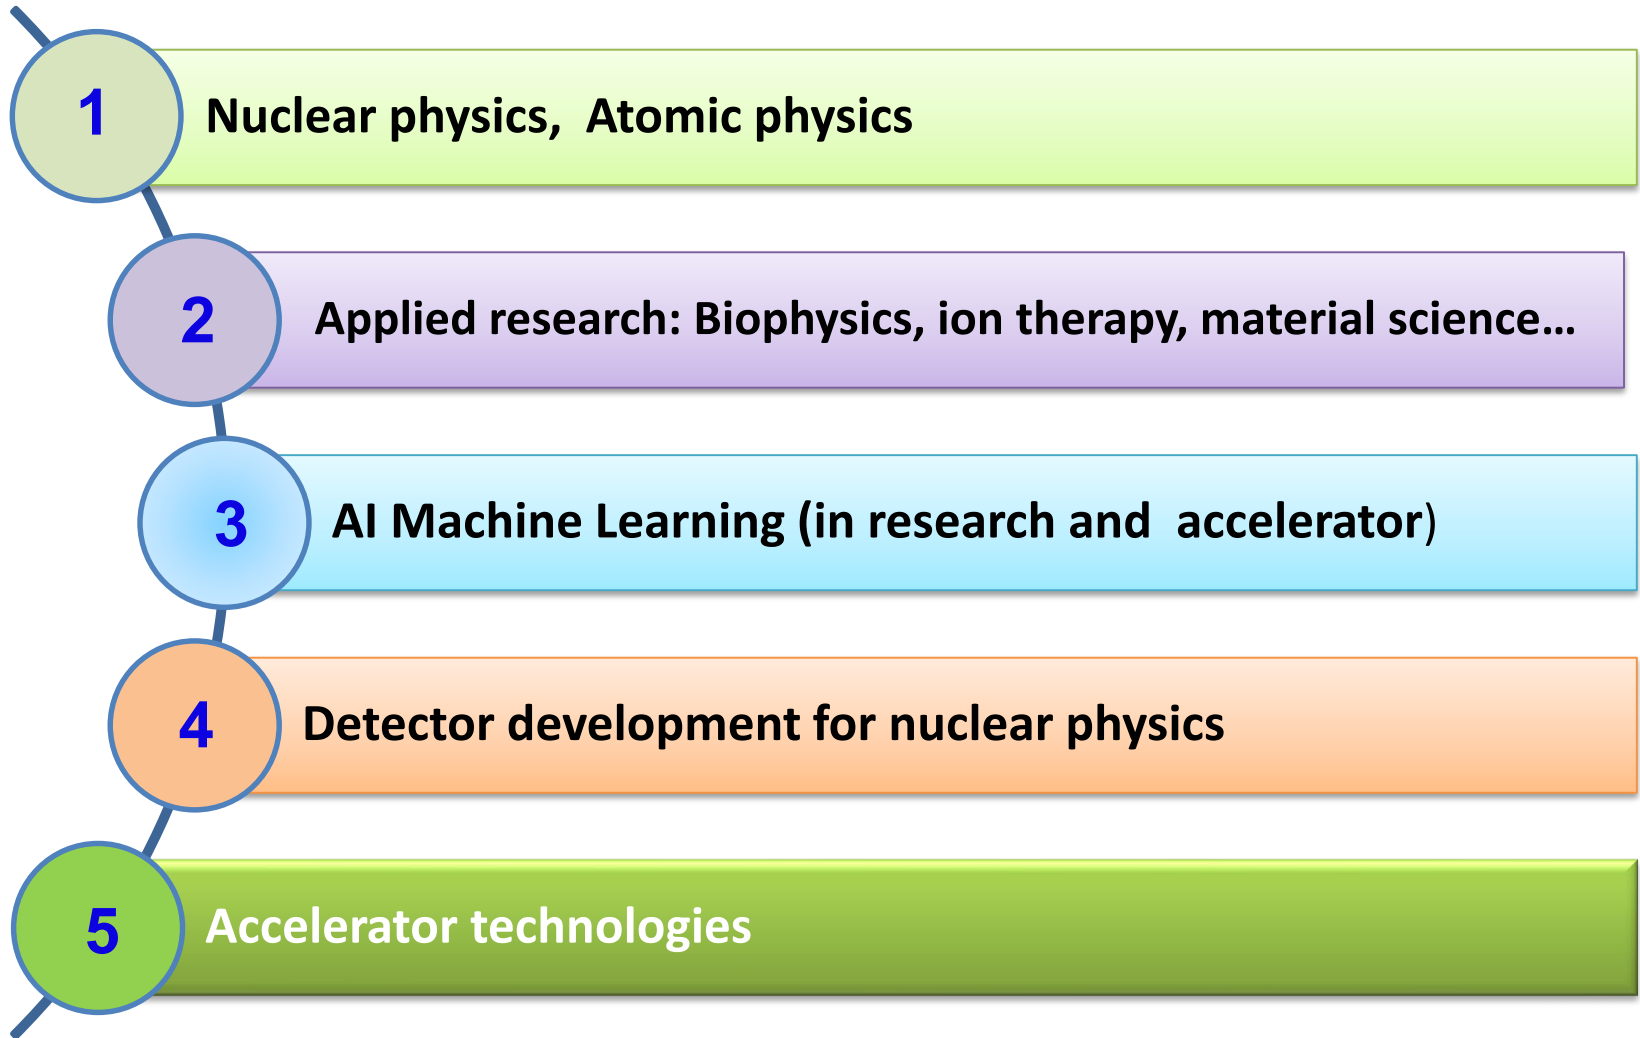 1
Nuclear physics,  Atomic physics
2
Applied research: Biophysics, ion therapy, material science…
3
AI Machine Learning (in research and  accelerator)
4
Detector development for nuclear physics
5
Accelerator technologies